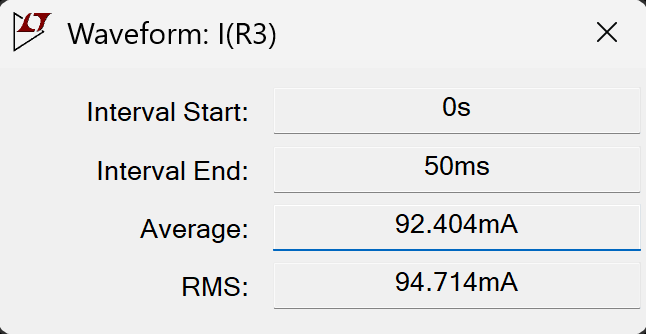 Waveform: I(R3)
Interval Start: 0s
Interval End: 50ms
Average: 92.404mA
RMS: 94.714mA